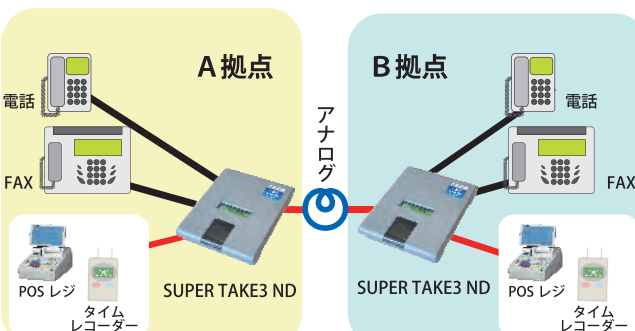 A拠点
電話
FAX
POS レジ
タイム
レコーダー
SUPER TAKE3 ND
アナログ
B拠点
電話
FAX
SUPER TAKE3 ND
POS レジ
タイム
レコーダー